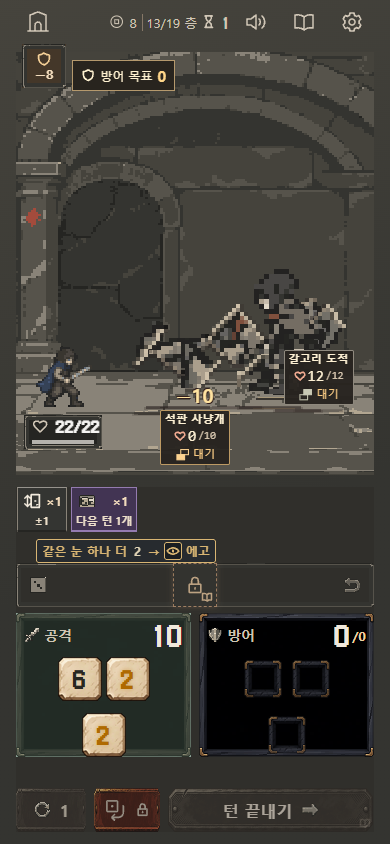 8 13/19 층 1
−8
방어 목표 0
갈고리 도적
12/12
대기
−10
석판 사냥개
0/10
대기
22/22
×1
±1
×1
다음 턴 1개
같은 눈 하나 더 2 → 예고
공격 10
방어 0/0
6 2
2
1
턴 끝내기 ➡